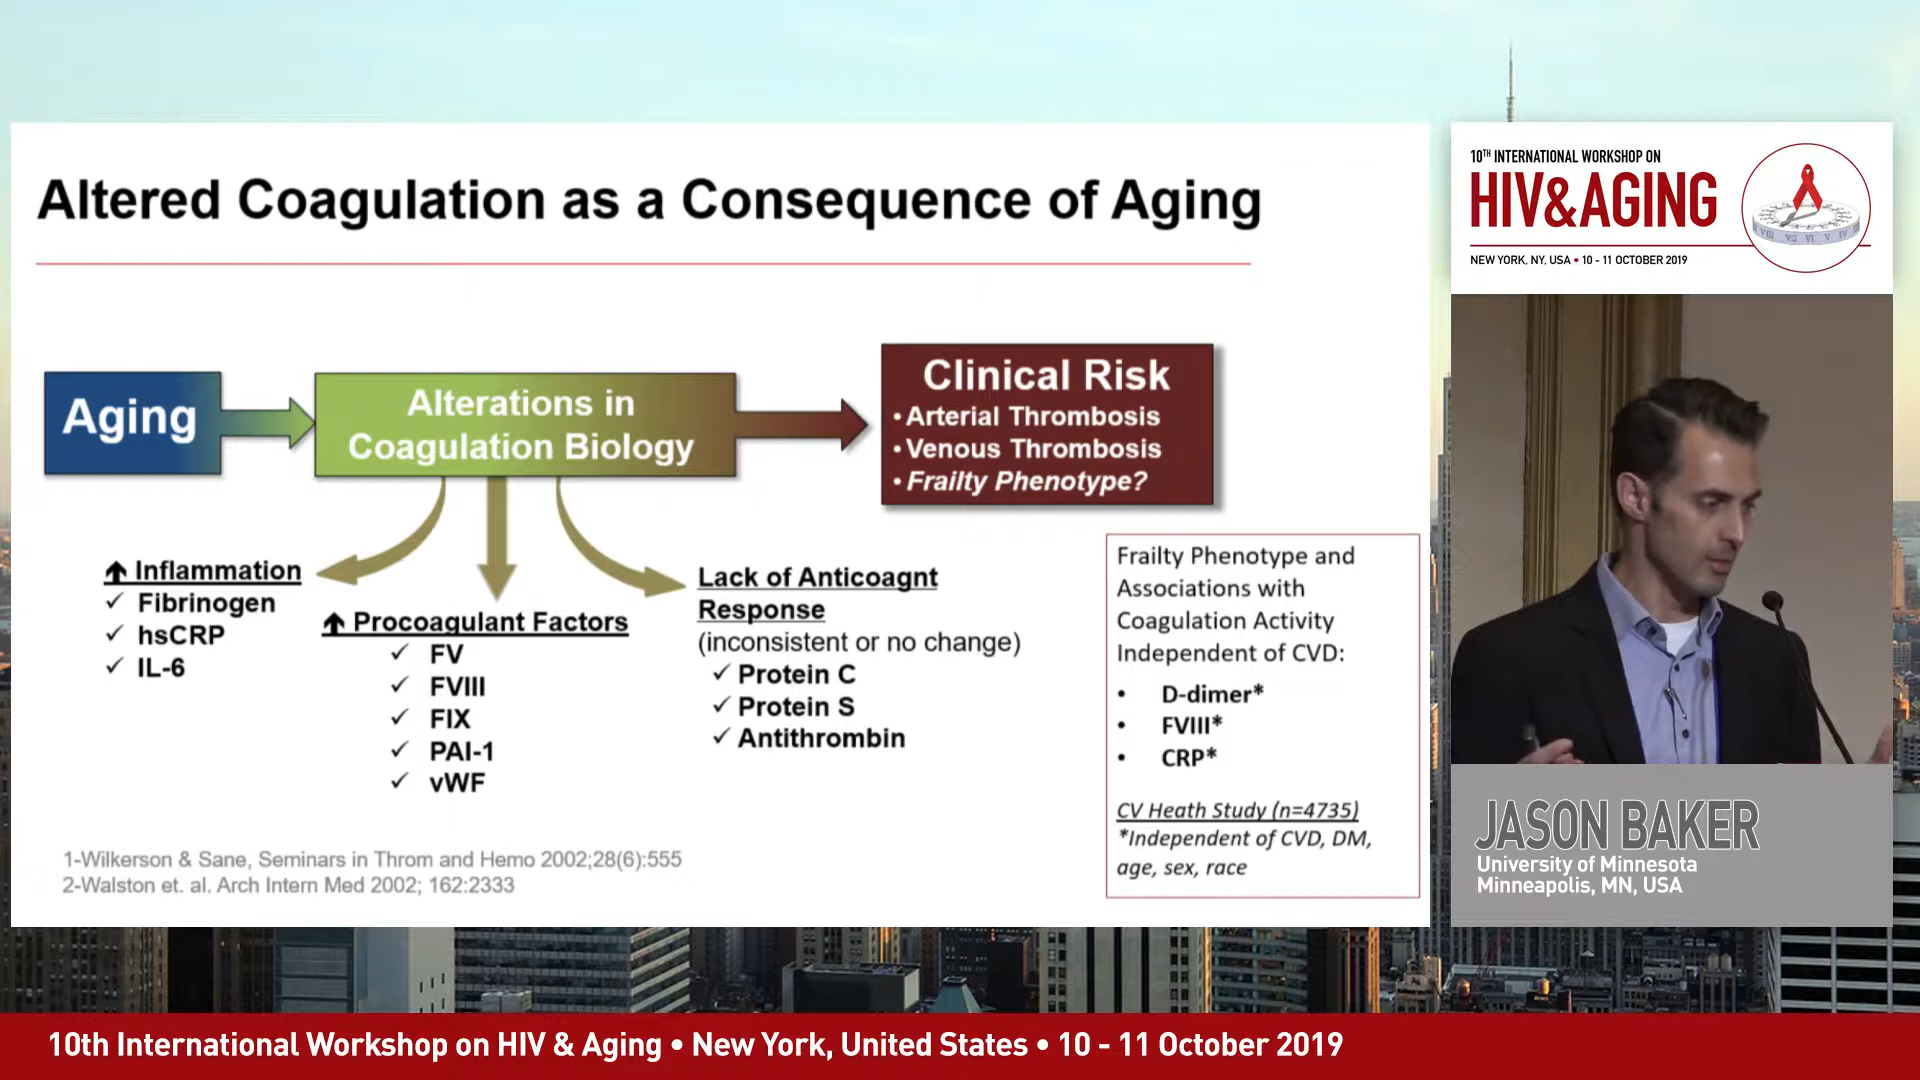 Altered Coagulation as a Consequence of Aging
Aging
Alterations in
Coagulation Biology
Clinical Risk
• Arterial Thrombosis
• Venous Thrombosis
• Frailty Phenotype?
↑ Inflammation
✓ Fibrinogen
✓ hsCRP
✓ IL-6
↑ Procoagulant Factors
✓ FV
✓ FVIII
✓ FIX
✓ PAI-1
✓ vWF
Lack of Anticoagnt
Response
(inconsistent or no change)
✓ Protein C
✓ Protein S
✓ Antithrombin
Frailty Phenotype and
Associations with
Coagulation Activity
Independent of CVD:
• D-dimer*
• FVIII*
• CRP*
CV Heath Study (n=4735)
*Independent of CVD, DM,
age, sex, race
1-Wilkerson & Sane, Seminars in Throm and Hemo 2002;28(6):555
2-Walston et. al. Arch Intern Med 2002; 162:2333
10TH INTERNATIONAL WORKSHOP ON
HIV&AGING
NEW YORK, NY, USA • 10 - 11 OCTOBER 2019
JASON BAKER
University of Minnesota
Minneapolis, MN, USA
10th International Workshop on HIV & Aging • New York, United States • 10 - 11 October 2019